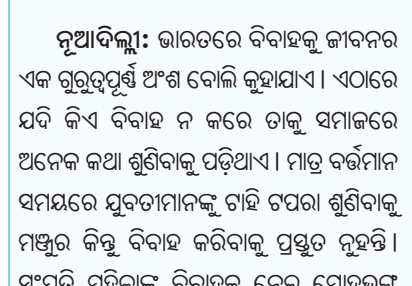 ନୂଆଦିଲ୍ଲୀ: ଭାରତରେ ବିବାହକୁ ଜୀବନର
ଏକ ଗୁରୁତ୍ୱପୂର୍ଣ୍ଣ ଅଂଶ ବୋଲି କୁହାଯାଏ। ଏଠାରେ
ଯଦି କିଏ ବିବାହ ନ କରେ ତାକୁ ସମାଜରେ
ଅନେକ କଥା ଶୁଣିବାକୁ ପଡ଼ିଥାଏ। ମାତ୍ର ବର୍ତ୍ତମାନ
ସମୟରେ ଯୁବତୀମାନଙ୍କୁ ଟାହି ଟପରା ଶୁଣିବାକୁ
ମଞ୍ଜୁର କିନ୍ତୁ ବିବାହ କରିବାକୁ ପ୍ରସ୍ତୁତ ନୁହନ୍ତି।